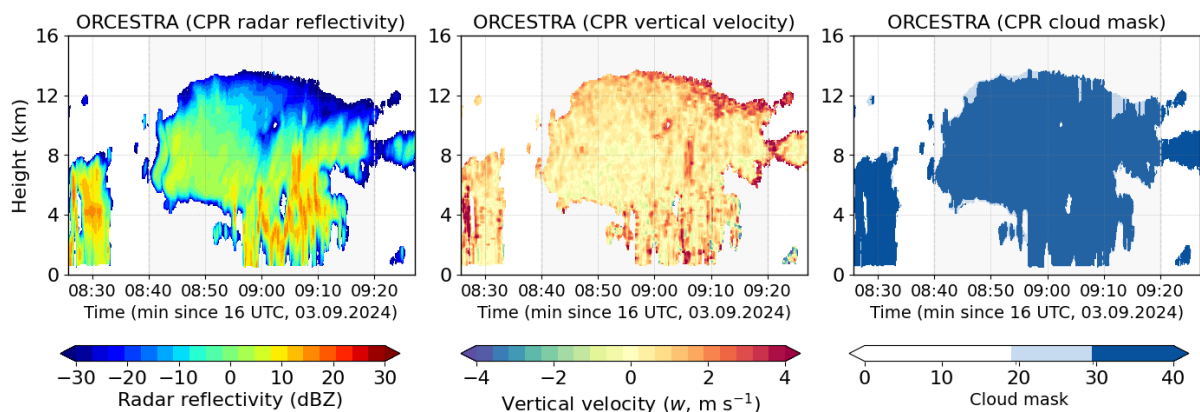 ORCESTRA (CPR radar reflectivity)
16
12
8
4
0
Height (km)
08:30 08:40 08:50 09:00 09:10 09:20
Time (min since 16 UTC, 03.09.2024)
−30 −20 −10 0 10 20 30
Radar reflectivity (dBZ)
ORCESTRA (CPR vertical velocity)
16
12
8
4
0
08:30 08:40 08:50 09:00 09:10 09:20
Time (min since 16 UTC, 03.09.2024)
−4 −2 0 2 4
Vertical velocity (w, m s⁻¹)
ORCESTRA (CPR cloud mask)
16
12
8
4
0
08:30 08:40 08:50 09:00 09:10 09:20
Time (min since 16 UTC, 03.09.2024)
0 10 20 30 40
Cloud mask